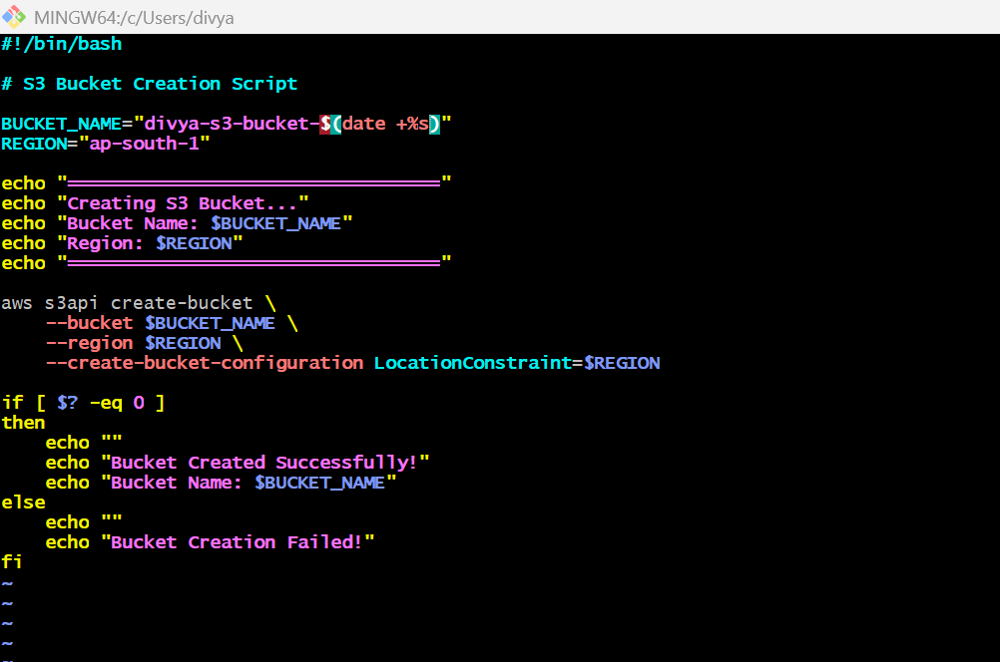 MINGW64:/c/Users/divya
#!/bin/bash
# S3 Bucket Creation Script
BUCKET_NAME="divya-s3-bucket-$(date +%s)"
REGION="ap-south-1"
echo "=================================="
echo "Creating S3 Bucket..."
echo "Bucket Name: $BUCKET_NAME"
echo "Region: $REGION"
echo "=================================="
aws s3api create-bucket \
    --bucket $BUCKET_NAME \
    --region $REGION \
    --create-bucket-configuration LocationConstraint=$REGION
if [ $? -eq 0 ]
then
    echo ""
    echo "Bucket Created Successfully!"
    echo "Bucket Name: $BUCKET_NAME"
else
    echo ""
    echo "Bucket Creation Failed!"
fi
~
~
~
~
~